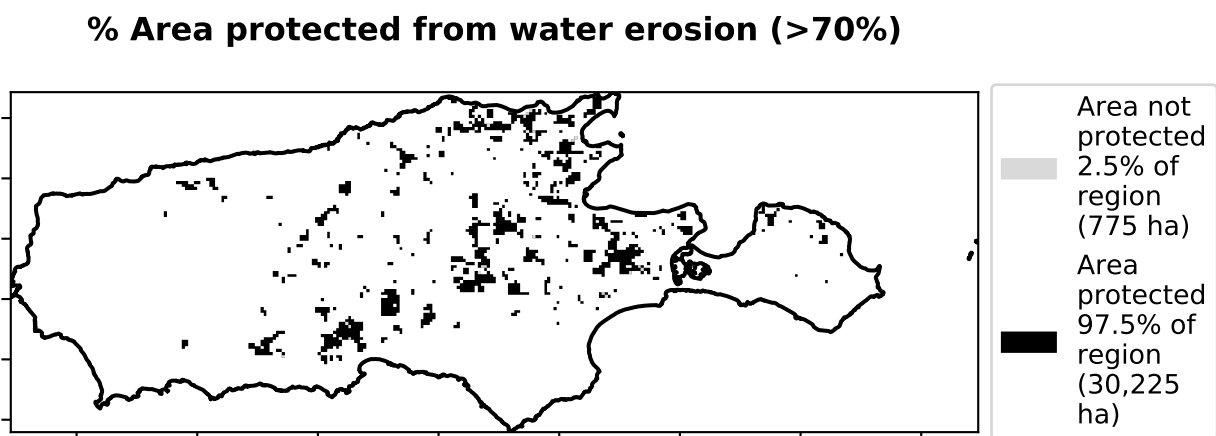 % Area protected from water erosion (>70%)
Area not
protected
2.5% of
region
(775 ha)
Area
protected
97.5% of
region
(30,225
ha)